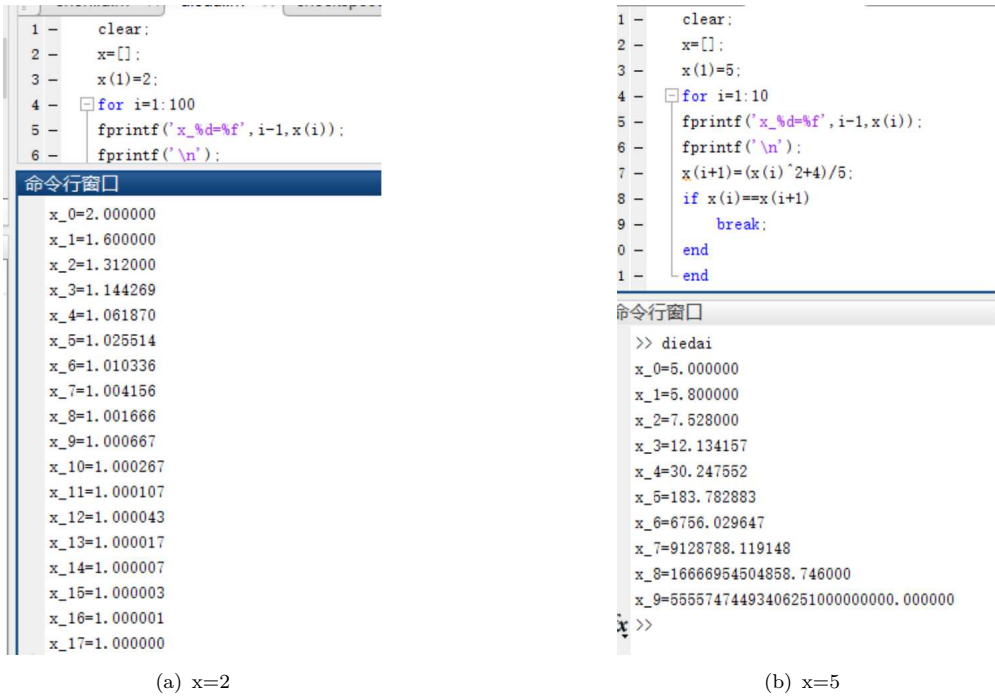 1 - clear;
2 - x=[];
3 - x(1)=2;
4 - for i=1:100
5 - fprintf('x_%d=%f',i-1,x(i));
6 - fprintf('\n');
命令行窗口
x_0=2.000000
x_1=1.600000
x_2=1.312000
x_3=1.144269
x_4=1.061870
x_5=1.025514
x_6=1.010336
x_7=1.004156
x_8=1.001666
x_9=1.000667
x_10=1.000267
x_11=1.000107
x_12=1.000043
x_13=1.000017
x_14=1.000007
x_15=1.000003
x_16=1.000001
x_17=1.000000
(a) x=2
1 - clear;
2 - x=[];
3 - x(1)=5;
4 - for i=1:10
5 - fprintf('x_%d=%f',i-1,x(i));
6 - fprintf('\n');
7 - x(i+1)=(x(i)^2+4)/5;
8 - if x(i)==x(i+1)
9 - break;
0 - end
1 - end
命令行窗口
>> diedai
x_0=5.000000
x_1=5.800000
x_2=7.528000
x_3=12.134157
x_4=30.247552
x_5=183.782883
x_6=6756.029647
x_7=9128788.119148
x_8=16666954504858.746000
x_9=55557474493406251000000000.000000
fx >>
(b) x=5